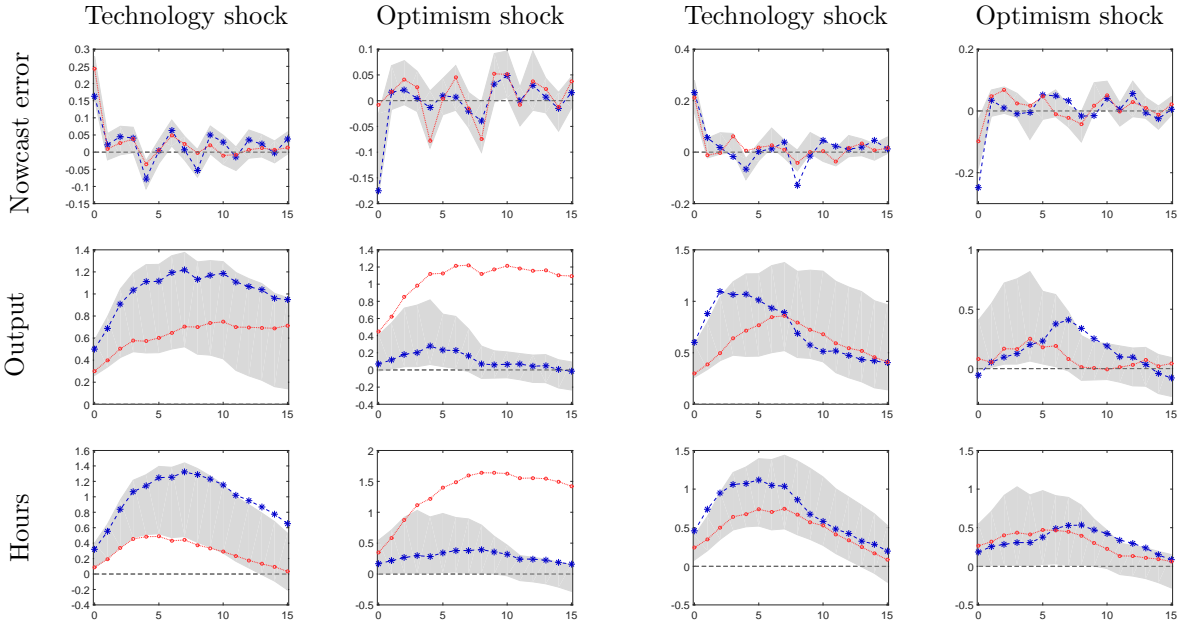 Technology shock Optimism shock Technology shock Optimism shock
Nowcast error
0.3 0.25 0.2 0.15 0.1 0.05 0 -0.05 -0.1 -0.15
0.1 0.05 0 -0.05 -0.1 -0.15 -0.2
0.4 0.2 0 -0.2
0.2 0 -0.2
0 5 10 15 0 5 10 15 0 5 10 15 0 5 10 15
Output
1.4 1.2 1 0.8 0.6 0.4 0.2 0
1.4 1.2 1 0.8 0.6 0.4 0.2 0 -0.2 -0.4
1.5 1 0.5 0
1 0.5 0
0 5 10 15 0 5 10 15 0 5 10 15 0 5 10 15
Hours
1.6 1.4 1.2 1 0.8 0.6 0.4 0.2 0 -0.2 -0.4
2 1.5 1 0.5 0 -0.5
1.5 1 0.5 0 -0.5
1.5 1 0.5 0 -0.5
0 5 10 15 0 5 10 15 0 5 10 15 0 5 10 15